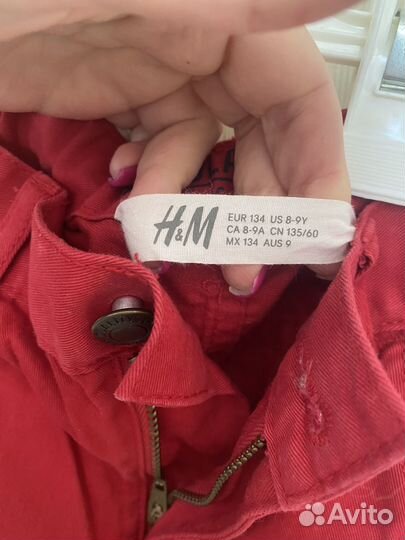 H&M
EUR 134 US 8-9Y
CA 8-9A CN 135/60
MX 134 AUS 9
Avito